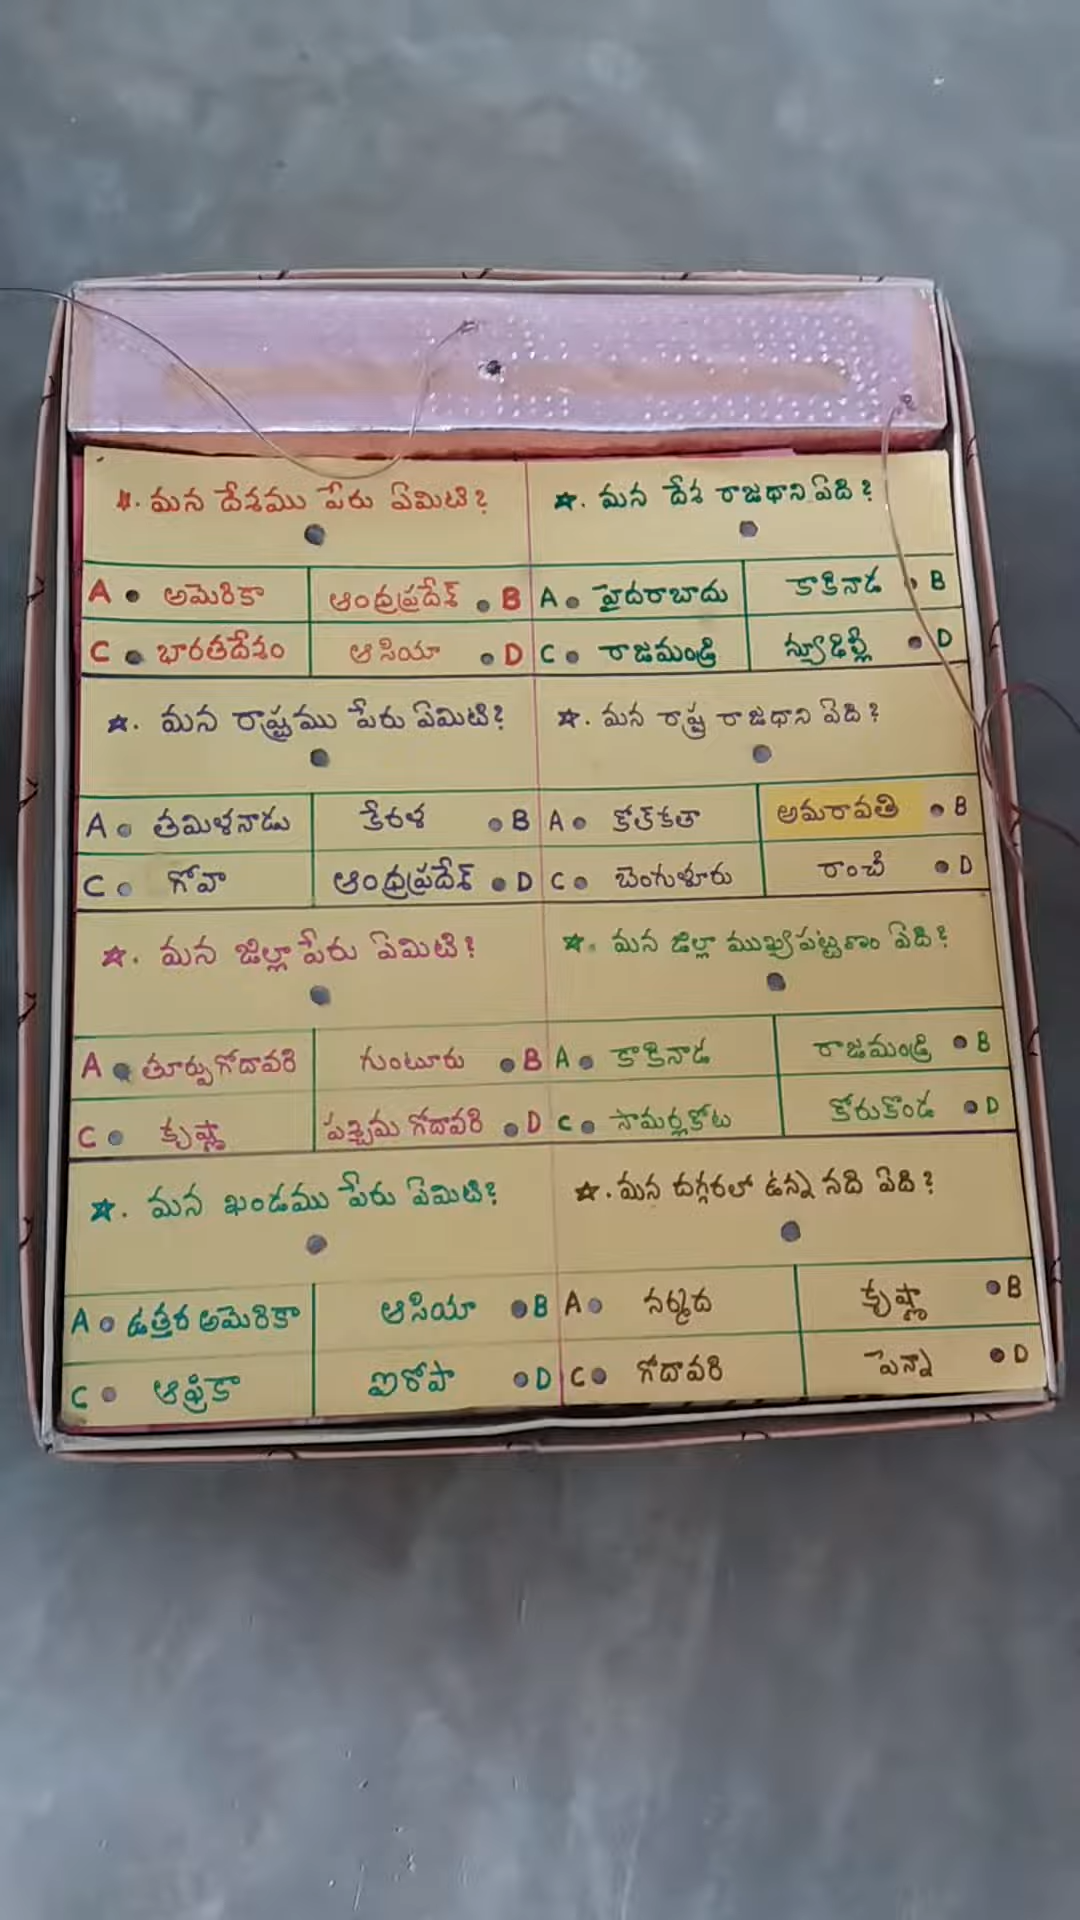 ☆. మన దేశము పేరు ఏమిటి?
A అమెరికా ఆంధ్రప్రదేశ్ B
C భారతదేశం ఆసియా D
☆. మన దేశ రాజధాని ఏది?
A హైదరాబాదు కాకినాడ B
C రాజమండ్రి న్యూఢిల్లీ D
☆. మన రాష్ట్రము పేరు ఏమిటి?
A తమిళనాడు కేరళ B
C గోవా ఆంధ్రప్రదేశ్ D
☆. మన రాష్ట్ర రాజధాని ఏది?
A కోల్‌కతా అమరావతి B
C బెంగుళూరు రాంచీ D
☆. మన జిల్లా పేరు ఏమిటి?
A తూర్పుగోదావరి గుంటూరు B
C కృష్ణా పశ్చిమ గోదావరి D
☆. మన జిల్లా ముఖ్యపట్టణం ఏది?
A కాకినాడ రాజమండ్రి B
C సామర్లకోట కోరుకొండ D
☆. మన ఖండము పేరు ఏమిటి?
A ఉత్తర అమెరికా ఆసియా B
C ఆఫ్రికా ఐరోపా D
☆. మన దగ్గరలో ఉన్న నది ఏది?
A నర్మద కృష్ణా B
C గోదావరి పెన్నా D